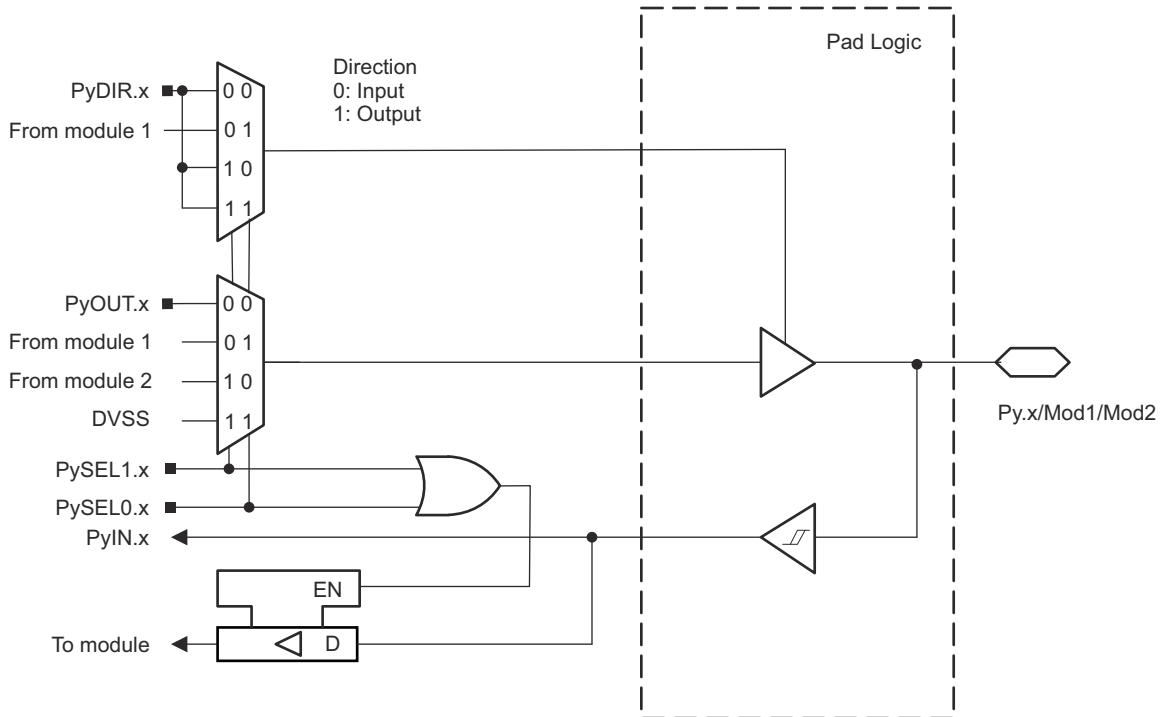 Pad Logic
Direction
0: Input
1: Output
PyDIR.x
0 0
From module 1
0 1
1 0
1 1
PyOUT.x
0 0
From module 1
0 1
From module 2
1 0
DVSS
1 1
Py.x/Mod1/Mod2
PySEL1.x
PySEL0.x
PyIN.x
EN
To module
D